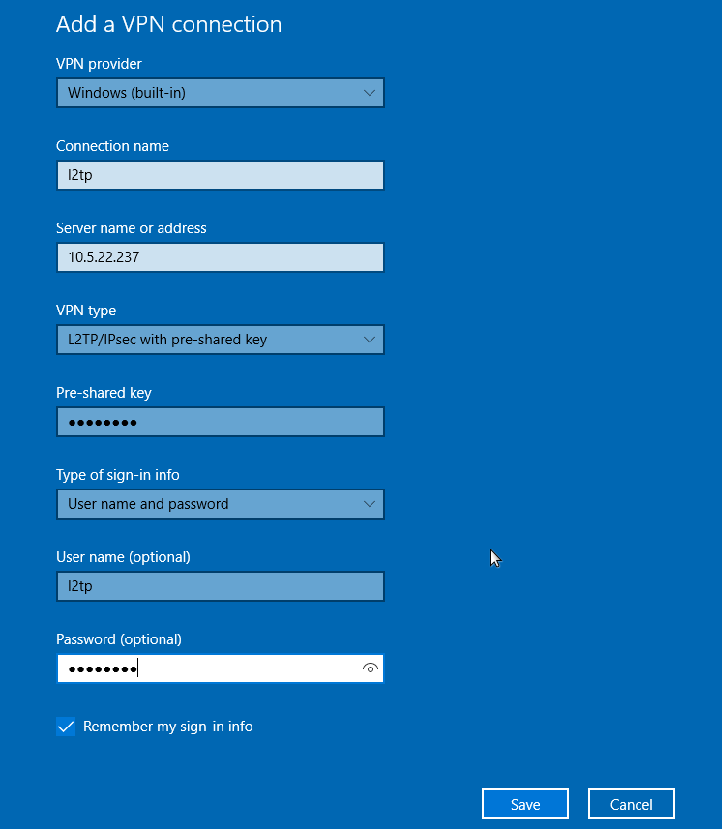 Add a VPN connection
VPN provider
Windows (built-in)
Connection name
l2tp
Server name or address
10.5.22.237
VPN type
L2TP/IPsec with pre-shared key
Pre-shared key
●●●●●●●●
Type of sign-in info
User name and password
User name (optional)
l2tp
Password (optional)
●●●●●●●●
Remember my sign-in info
Save
Cancel